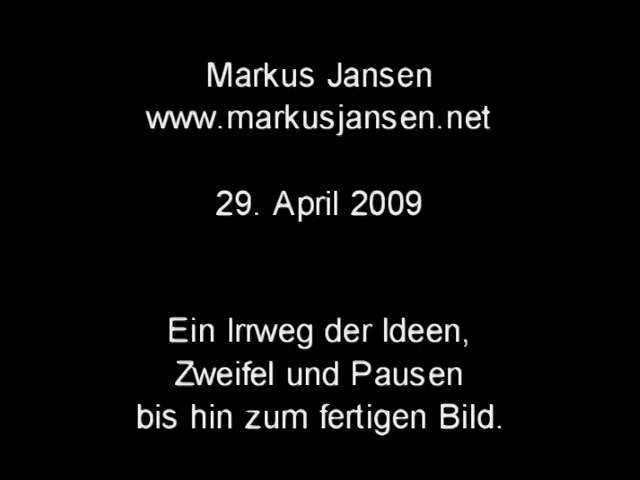 Markus Jansen
www.markusjansen.net
29. April 2009
Ein Irrweg der Ideen,
Zweifel und Pausen
bis hin zum fertigen Bild.